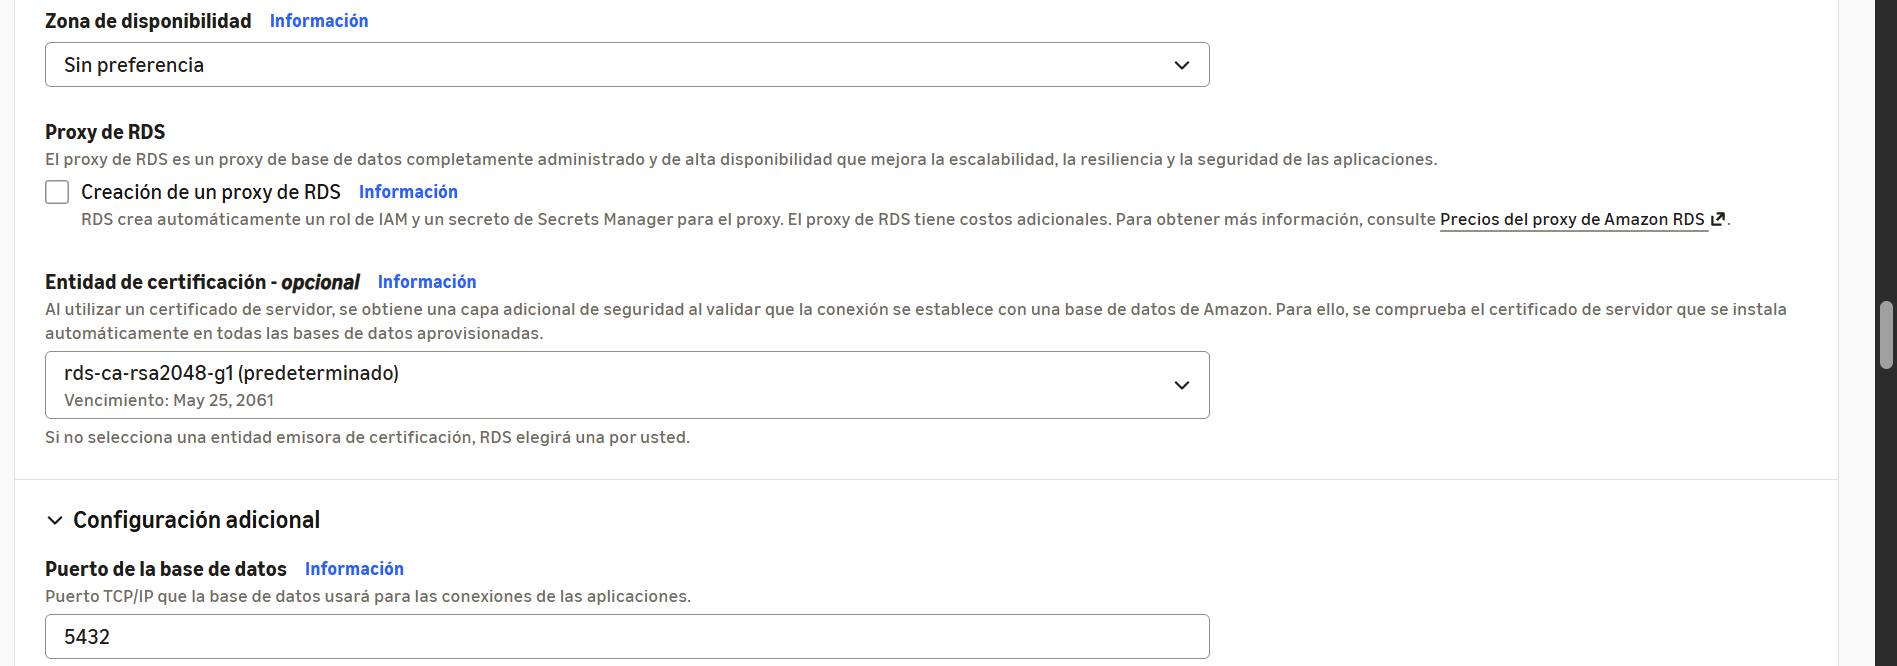 Zona de disponibilidad Información
Sin preferencia
Proxy de RDS
El proxy de RDS es un proxy de base de datos completamente administrado y de alta disponibilidad que mejora la escalabilidad, la resiliencia y la seguridad de las aplicaciones.
Creación de un proxy de RDS Información
RDS crea automáticamente un rol de IAM y un secreto de Secrets Manager para el proxy. El proxy de RDS tiene costos adicionales. Para obtener más información, consulte Precios del proxy de Amazon RDS.
Entidad de certificación - opcional Información
Al utilizar un certificado de servidor, se obtiene una capa adicional de seguridad al validar que la conexión se establece con una base de datos de Amazon. Para ello, se comprueba el certificado de servidor que se instala
automáticamente en todas las bases de datos aprovisionadas.
rds-ca-rsa2048-g1 (predeterminado)
Vencimiento: May 25, 2061
Si no selecciona una entidad emisora de certificación, RDS elegirá una por usted.
Configuración adicional
Puerto de la base de datos Información
Puerto TCP/IP que la base de datos usará para las conexiones de las aplicaciones.
5432